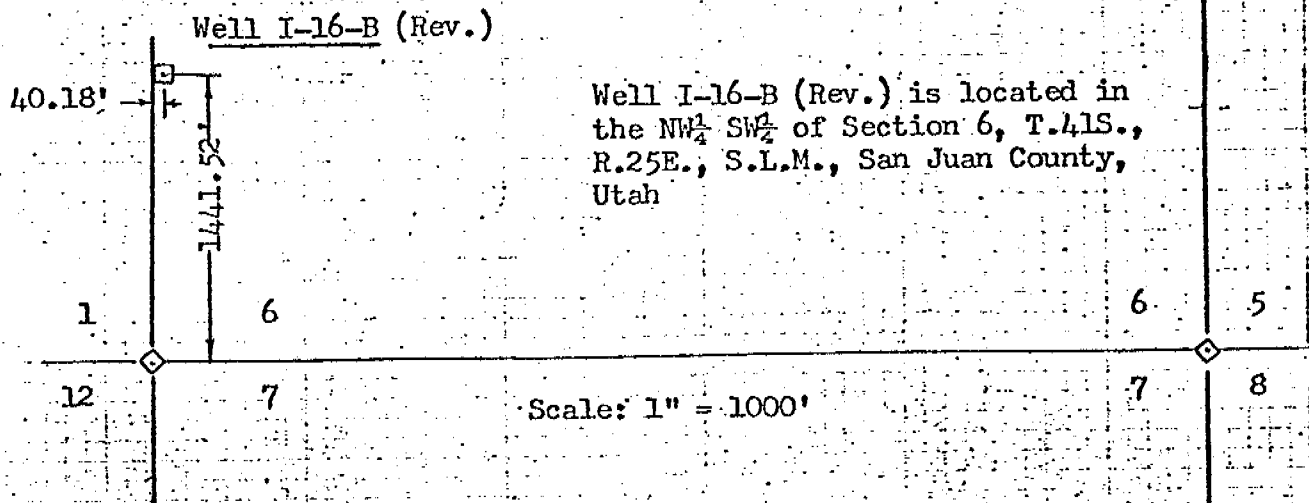 Well I-16-B (Rev.)
40.18'
1441.52'
Well I-16-B (Rev.) is located in
the NW¼ SW¼ of Section 6, T.41S.,
R.25E., S.L.M., San Juan County,
Utah
1 6 6 5
12 7 7 8
Scale: 1" = 1000'